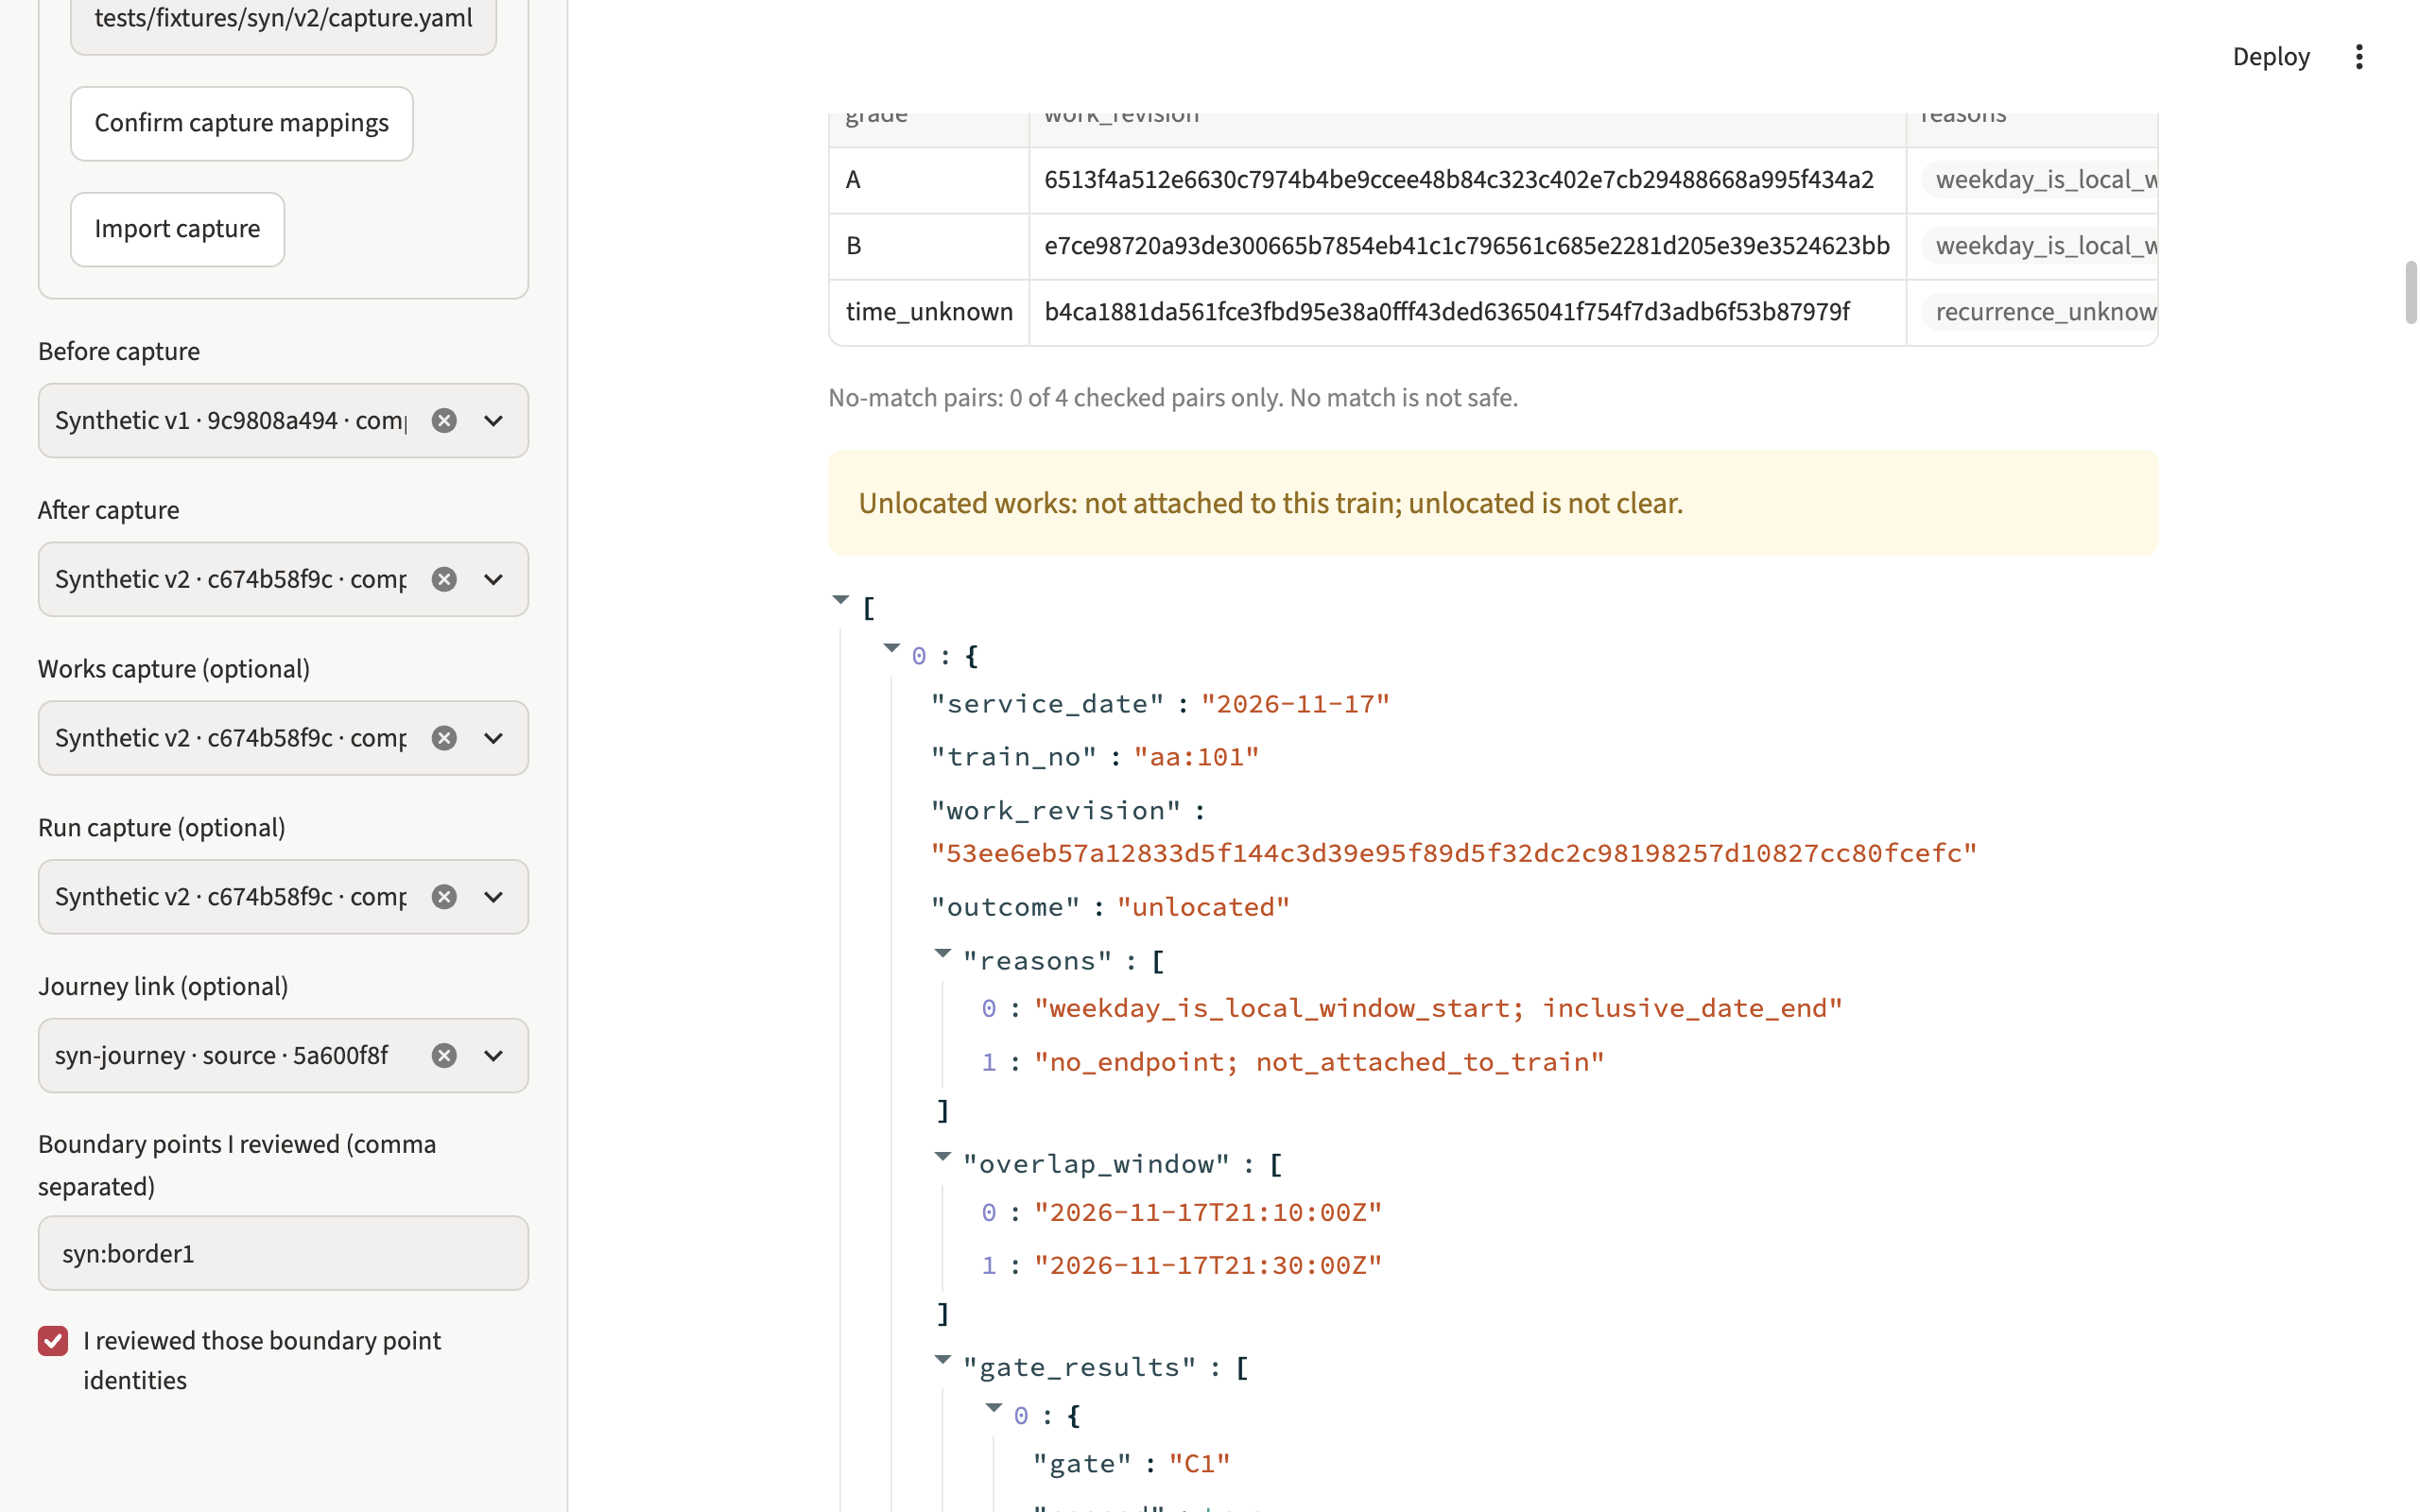 tests/fixtures/syn/v2/capture.yaml
Confirm capture mappings
Import capture
Before capture
Synthetic v1 · 9c9808a494 · comp
After capture
Synthetic v2 · c674b58f9c · comp
Works capture (optional)
Synthetic v2 · c674b58f9c · comp
Run capture (optional)
Synthetic v2 · c674b58f9c · comp
Journey link (optional)
syn-journey · source · 5a600f8f
Boundary points I reviewed (comma
separated)
syn:border1
I reviewed those boundary point
identities
Deploy
grade work_revision reasons
A 6513f4a512e6630c7974b4be9ccee48b84c323c402e7cb29488668a995f434a2 weekday_is_local_w
B e7ce98720a93de300665b7854eb41c1c796561c685e2281d205e39e3524623bb weekday_is_local_w
time_unknown b4ca1881da561fce3fbd95e38a0fff43ded6365041f754f7d3adb6f53b87979f recurrence_unknow
No-match pairs: 0 of 4 checked pairs only. No match is not safe.
Unlocated works: not attached to this train; unlocated is not clear.
[
0 : {
"service_date" : "2026-11-17"
"train_no" : "aa:101"
"work_revision" :
"53ee6eb57a12833d5f144c3d39e95f89d5f32dc2c98198257d10827cc80fcefc"
"outcome" : "unlocated"
"reasons" : [
0 : "weekday_is_local_window_start; inclusive_date_end"
1 : "no_endpoint; not_attached_to_train"
]
"overlap_window" : [
0 : "2026-11-17T21:10:00Z"
1 : "2026-11-17T21:30:00Z"
]
"gate_results" : [
0 : {
"gate" : "C1"